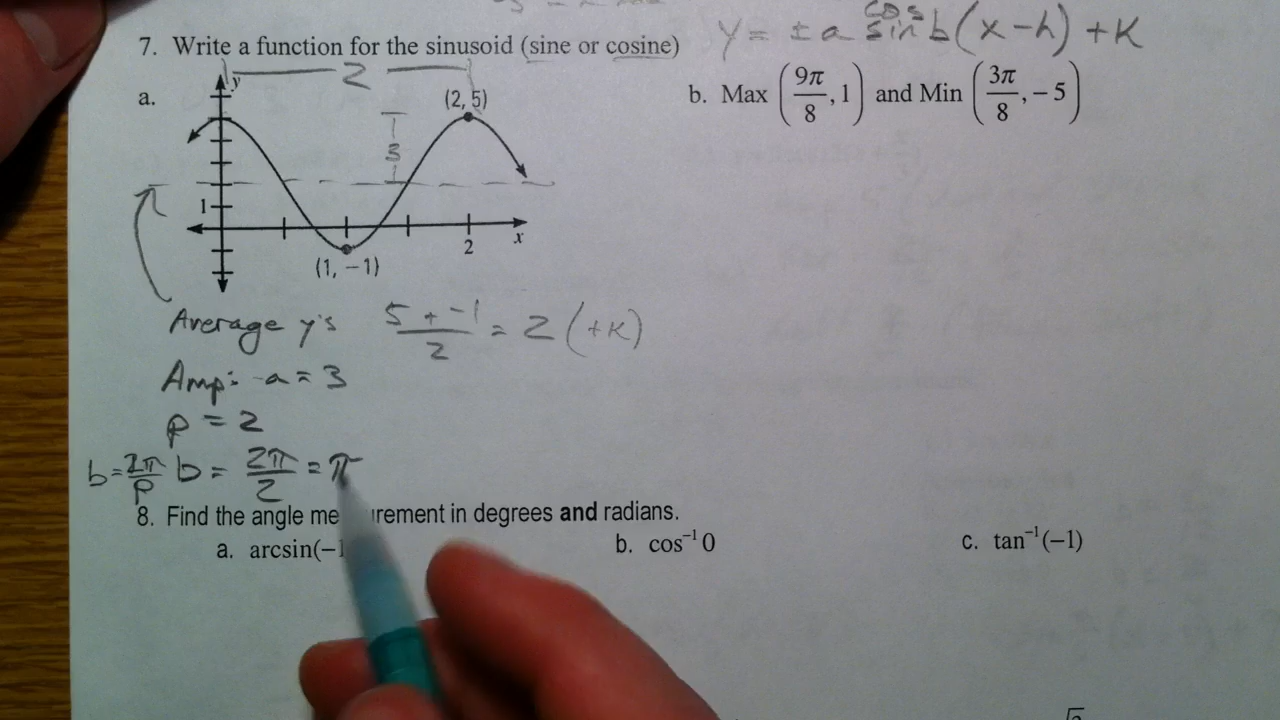 7. Write a function for the sinusoid (sine or cosine)
y = ±a cos sin b(x-h) +K
a.
y
2
(2, 5)
3
1
2
x
(1, −1)
b. Max (9π/8, 1) and Min (3π/8, −5)
Average y's 5 + -1 / 2 = 2 (+K)
Amp: a = 3
P = 2
b = 2π/P b = 2π/2 = π
8. Find the angle measurement in degrees and radians.
a. arcsin(−1
b. cos⁻¹ 0
c. tan⁻¹(−1)